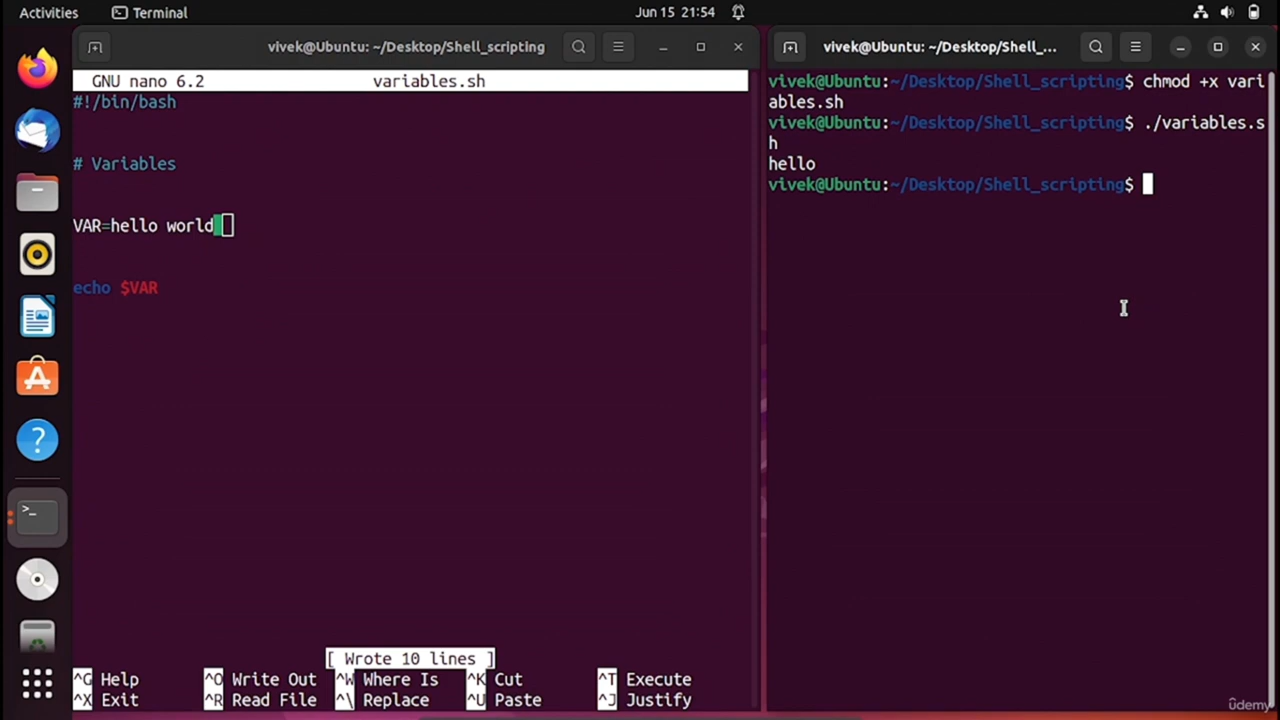 Activities Terminal Jun 15 21:54
vivek@Ubuntu: ~/Desktop/Shell_scripting
GNU nano 6.2 variables.sh
#!/bin/bash
# Variables
VAR=hello world
echo $VAR
[ Wrote 10 lines ]
^G Help ^O Write Out ^W Where Is ^K Cut ^T Execute
^X Exit ^R Read File ^\ Replace ^U Paste ^J Justify
vivek@Ubuntu: ~/Desktop/Shell_...
vivek@Ubuntu:~/Desktop/Shell_scripting$ chmod +x vari
ables.sh
vivek@Ubuntu:~/Desktop/Shell_scripting$ ./variables.s
h
hello
vivek@Ubuntu:~/Desktop/Shell_scripting$
udemy